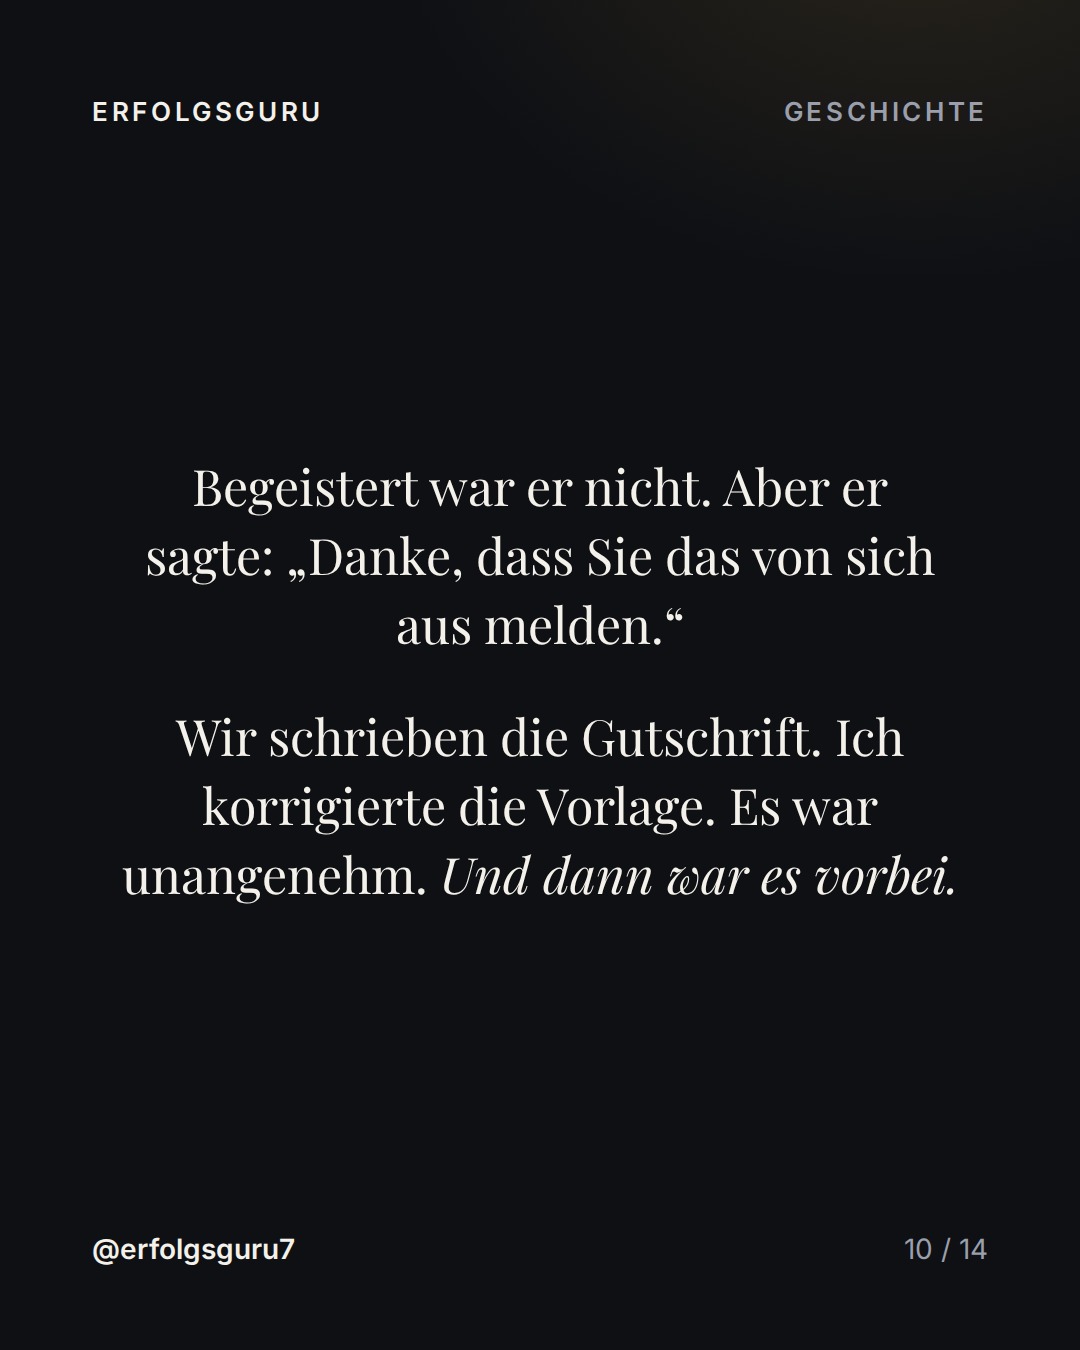 ERFOLGSGURU
GESCHICHTE
Begeistert war er nicht. Aber er
sagte: „Danke, dass Sie das von sich
aus melden.“
Wir schrieben die Gutschrift. Ich
korrigierte die Vorlage. Es war
unangenehm. Und dann war es vorbei.
@erfolgsguru7
10 / 14